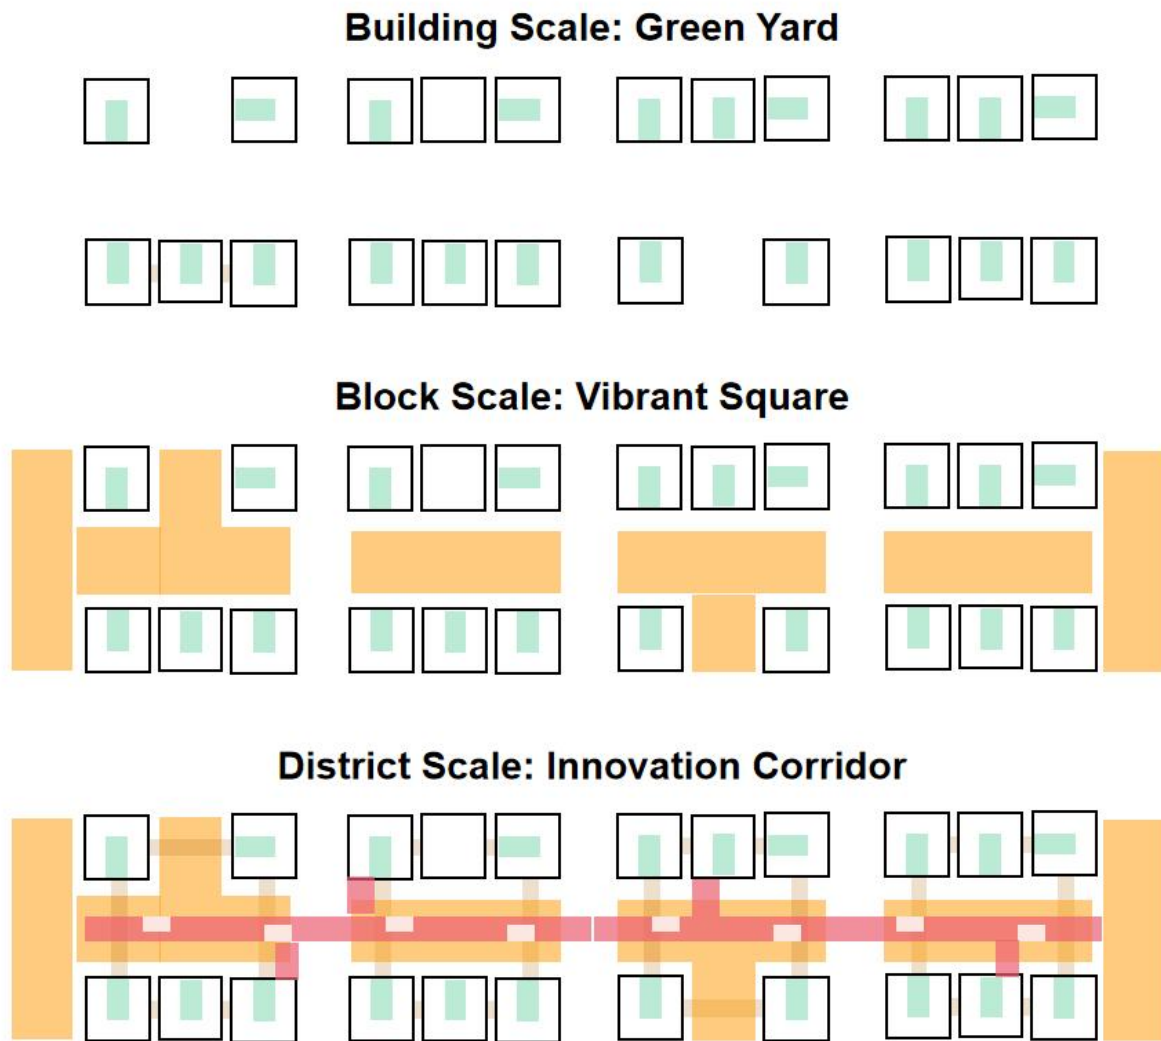 Building Scale: Green Yard
Block Scale: Vibrant Square
District Scale: Innovation Corridor